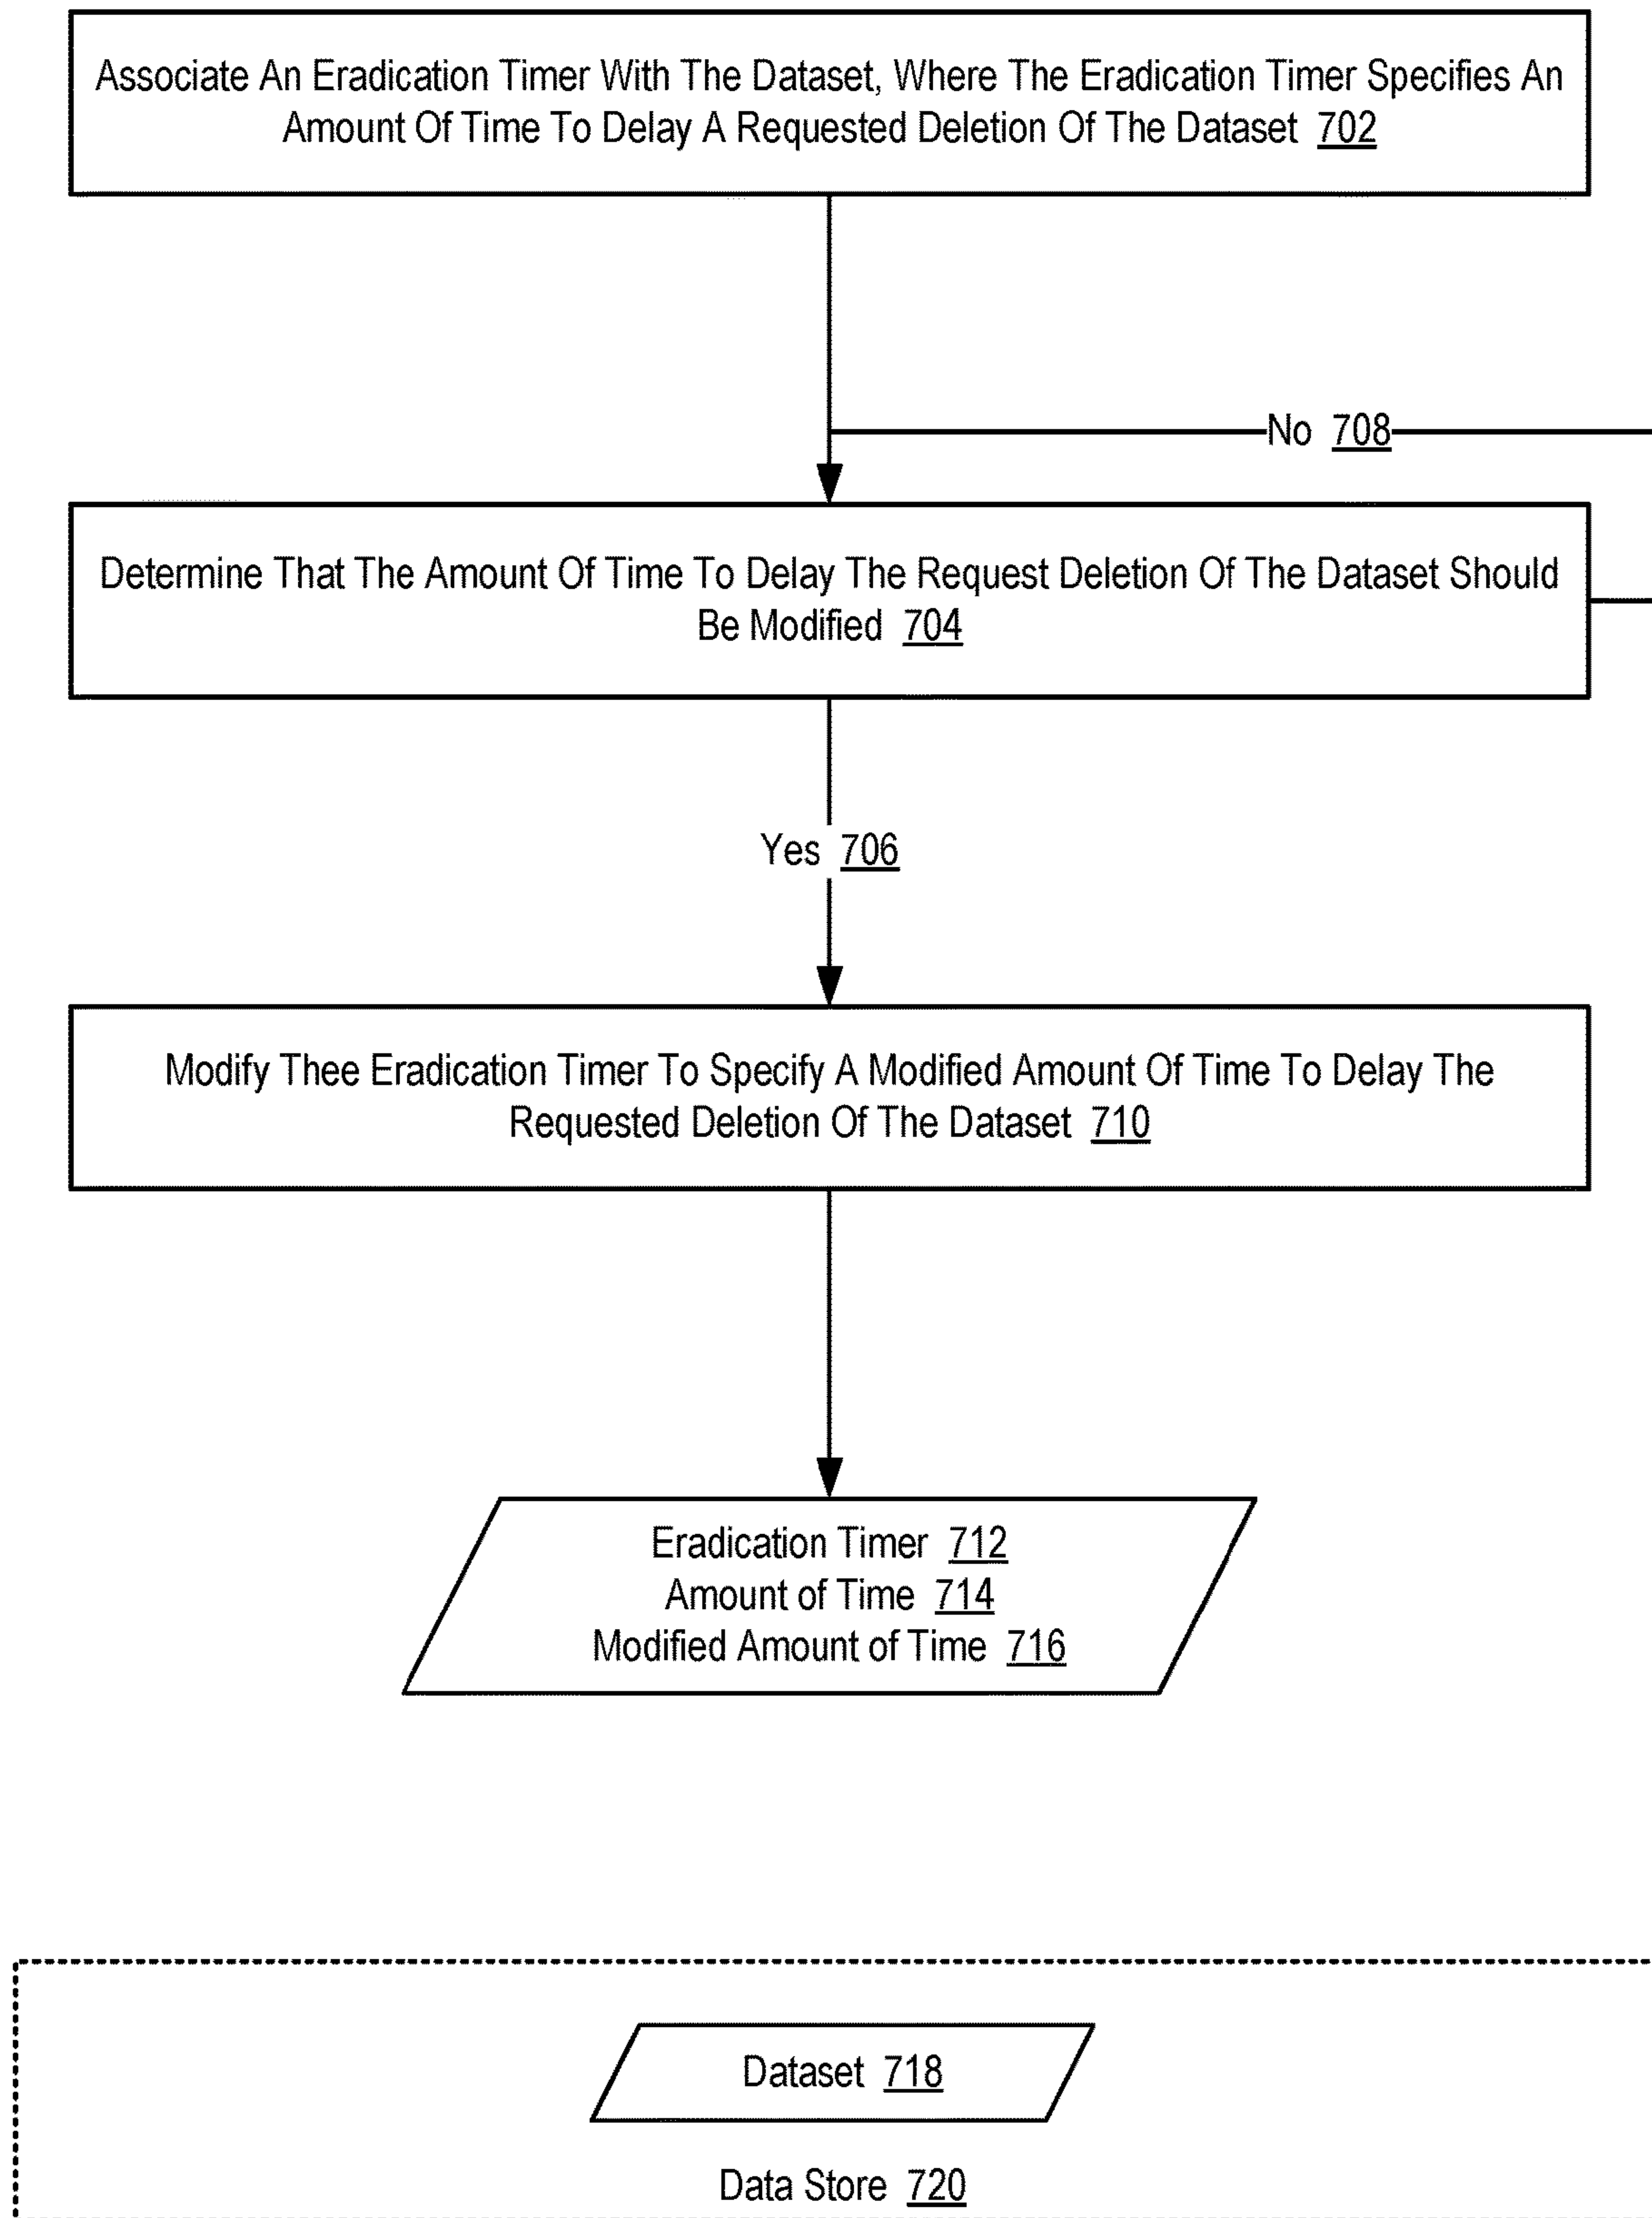 Associate An Eradication Timer With The Dataset, Where The Eradication Timer Specifies An
Amount Of Time To Delay A Requested Deletion Of The Dataset 702
No 708
Determine That The Amount Of Time To Delay The Request Deletion Of The Dataset Should
Be Modified 704
Yes 706
Modify Thee Eradication Timer To Specify A Modified Amount Of Time To Delay The
Requested Deletion Of The Dataset 710
Eradication Timer 712
Amount of Time 714
Modified Amount of Time 716
Dataset 718
Data Store 720